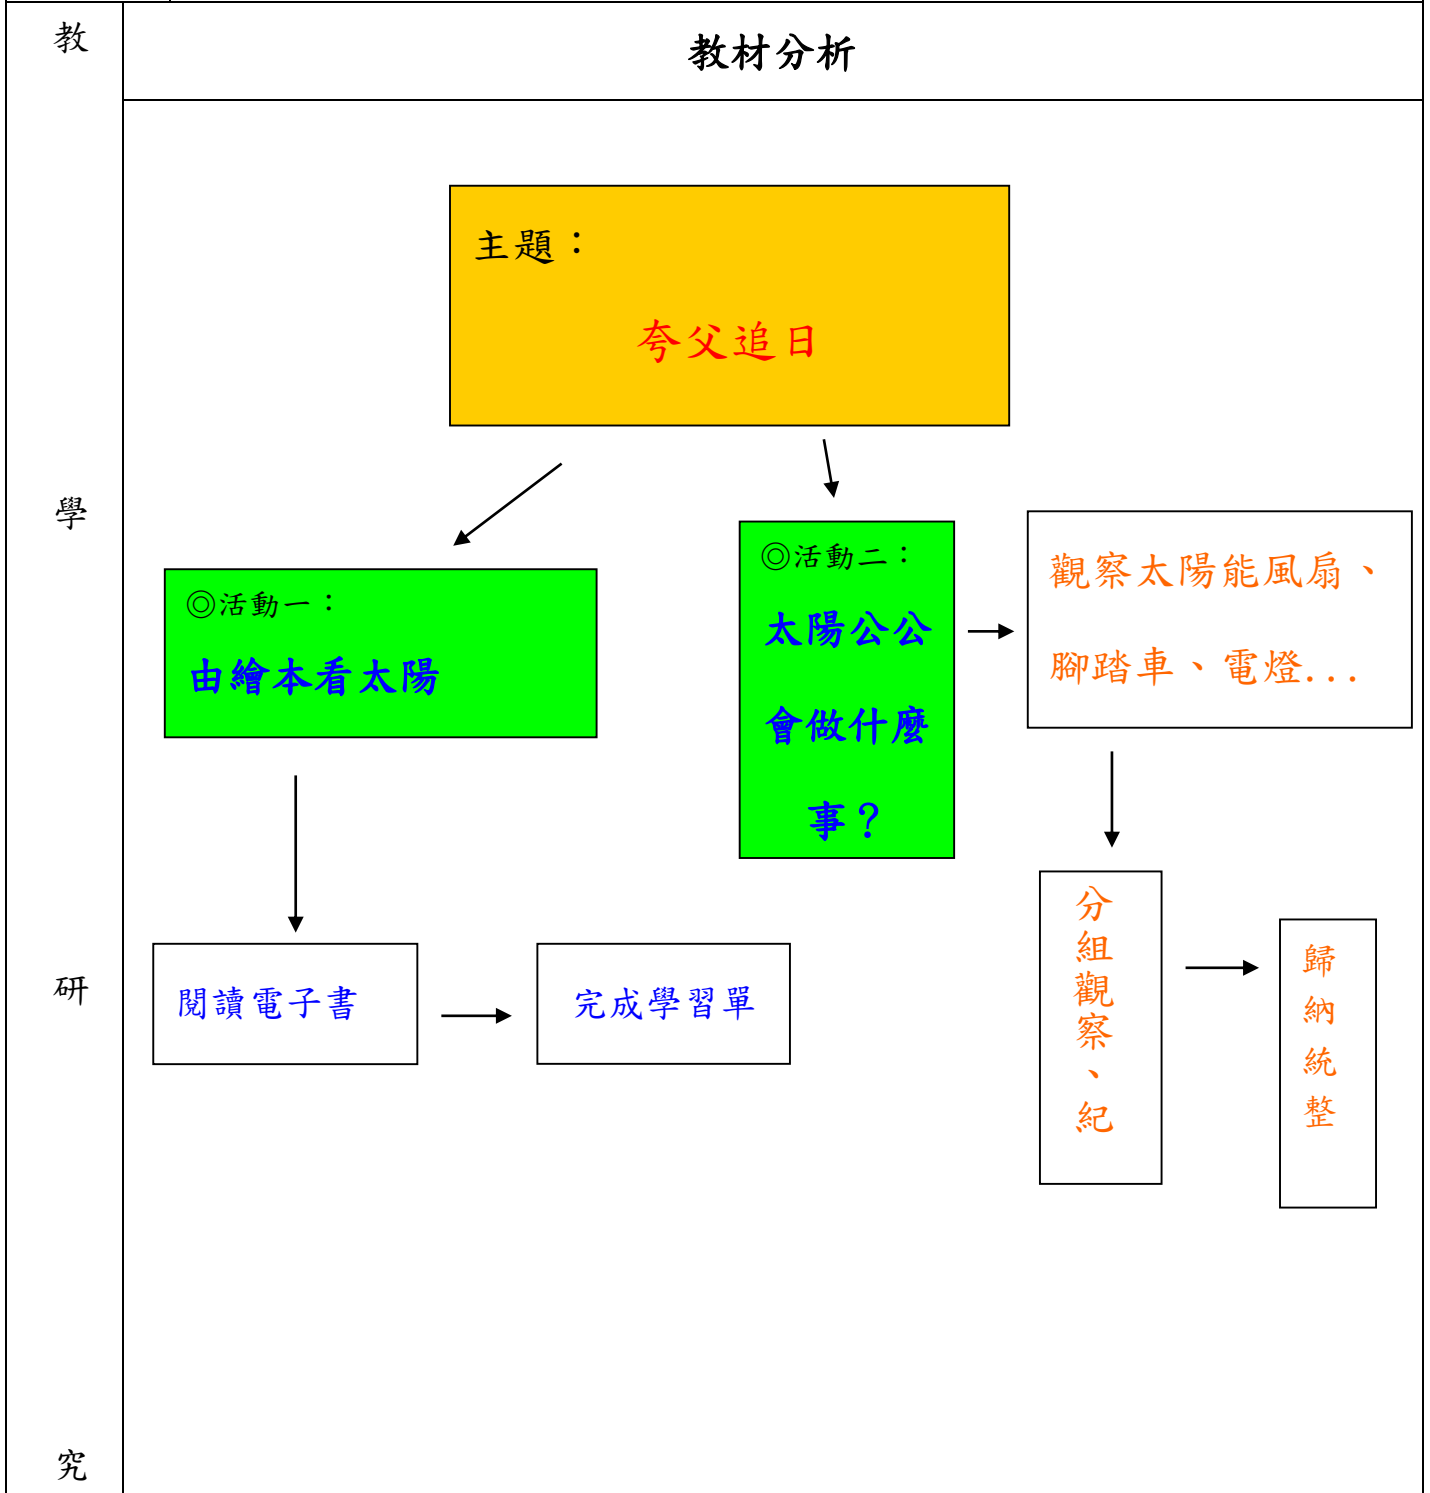 教學研究
教材分析
主題：
夸父追日
◎活動一：
由繪本看太陽
◎活動二：
太陽公公
會做什麼
事？
觀察太陽能風扇、
腳踏車、電燈...
閱讀電子書
完成學習單
分組觀察、紀
歸納統整